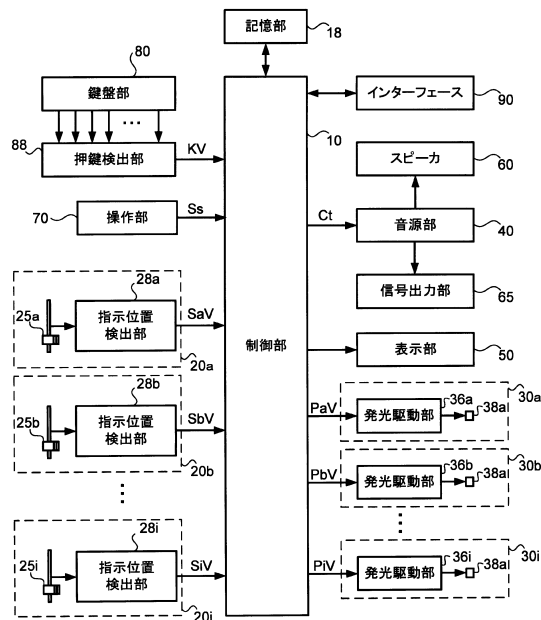 記憶部
18
80
鍵盤部
88
押鍵検出部
KV
10
インターフェース
90
スピーカ
60
70
操作部
Ss
Ct
音源部
40
信号出力部
65
28a
25a
指示位置
検出部
SaV
20a
制御部
表示部
50
28b
25b
指示位置
検出部
SbV
20b
PaV
発光駆動部
36a
38a
30a
PbV
発光駆動部
36b
38a
30b
28i
25i
指示位置
検出部
SiV
20i
PiV
発光駆動部
36i
38a
30i